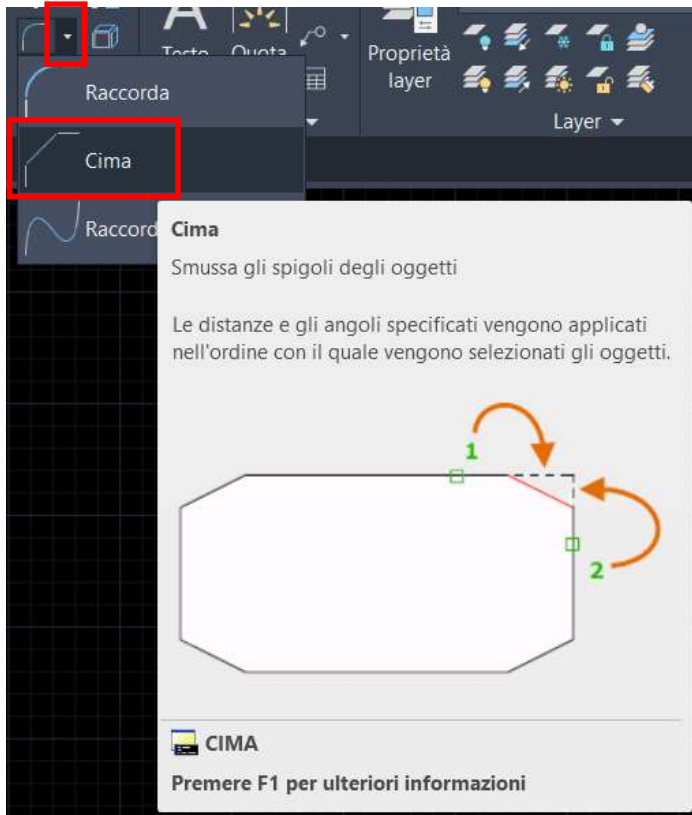 Testo
Quota
Proprietà
layer
Layer
Raccorda
Cima
Raccord
Cima
Smussa gli spigoli degli oggetti
Le distanze e gli angoli specificati vengono applicati
nell'ordine con il quale vengono selezionati gli oggetti.
1
2
CIMA
Premere F1 per ulteriori informazioni